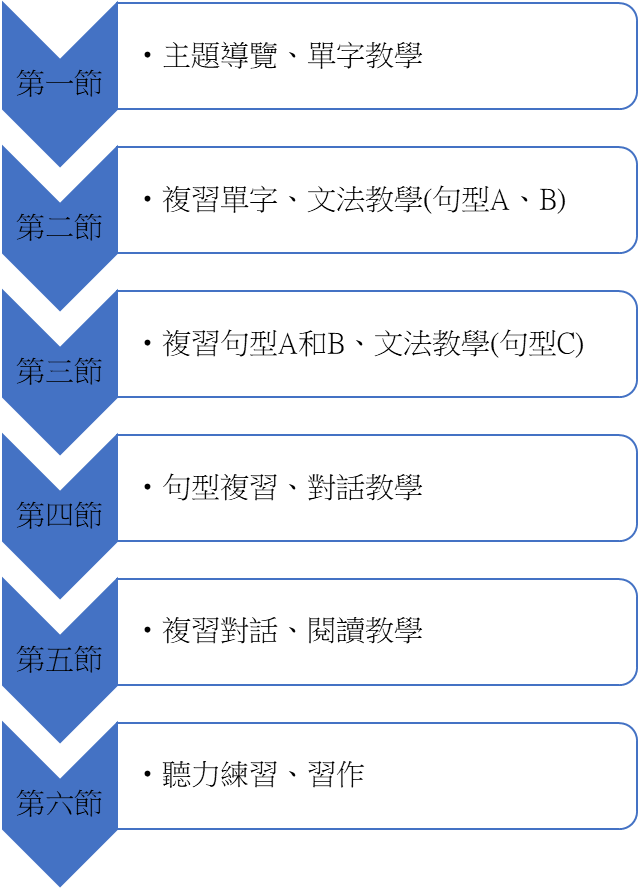 第一節
・主題導覽、單字教學
第二節
・複習單字、文法教學(句型A、B)
第三節
・複習句型A和B、文法教學(句型C)
第四節
・句型複習、對話教學
第五節
・複習對話、閱讀教學
第六節
・聽力練習、習作